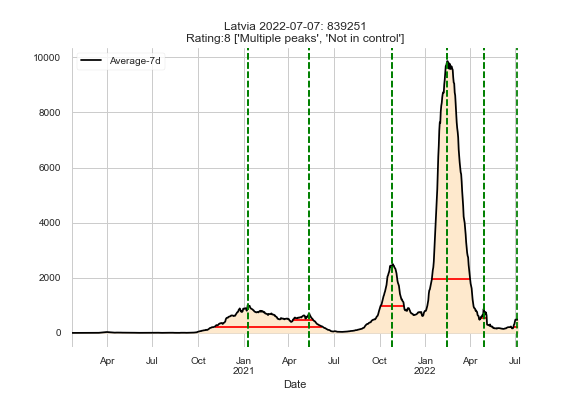 Latvia 2022-07-07: 839251
Rating:8 ['Multiple peaks', 'Not in control']
Average-7d
10000
8000
6000
4000
2000
0
Apr Jul Oct Jan Apr Jul Oct Jan Apr Jul
2021 2022
Date